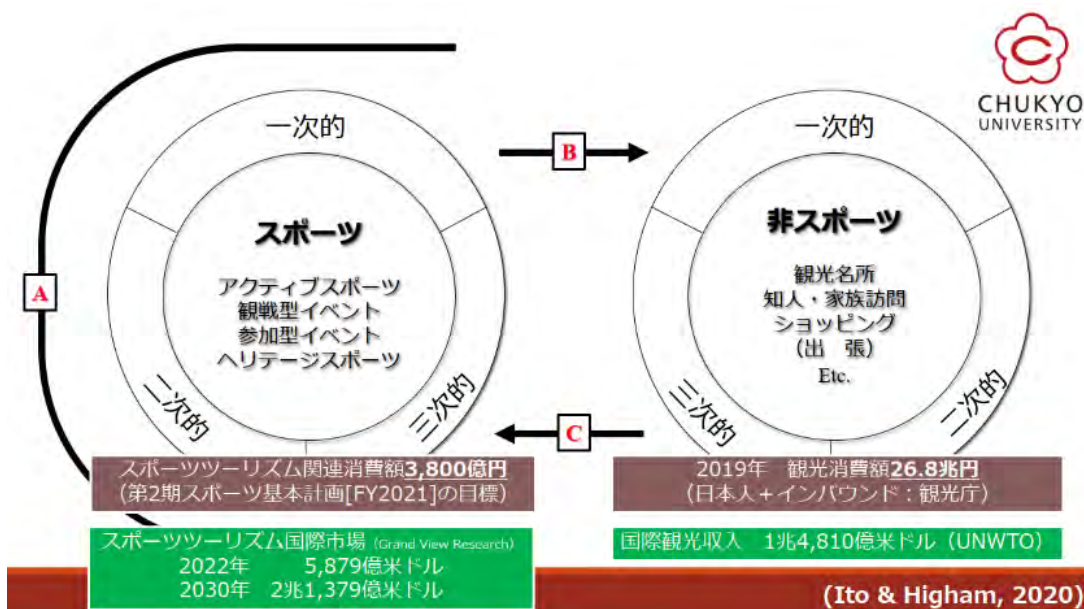 CHUKYO
UNIVERSITY
一次的
スポーツ
アクティブスポーツ
観戦型イベント
参加型イベント
ヘリテージスポーツ
二次的
三次的
A
B
C
一次的
非スポーツ
観光名所
知人・家族訪問
ショッピング
(出 張)
Etc.
三次的
二次的
スポーツツーリズム関連消費額3,800億円
(第2期スポーツ基本計画[FY2021]の目標)
2019年 観光消費額26.8兆円
(日本人+インバウンド:観光庁)
スポーツツーリズム国際市場 (Grand View Research)
2022年 5,879億米ドル
2030年 2兆1,379億米ドル
国際観光収入 1兆4,810億米ドル(UNWTO)
(Ito & Higham, 2020)